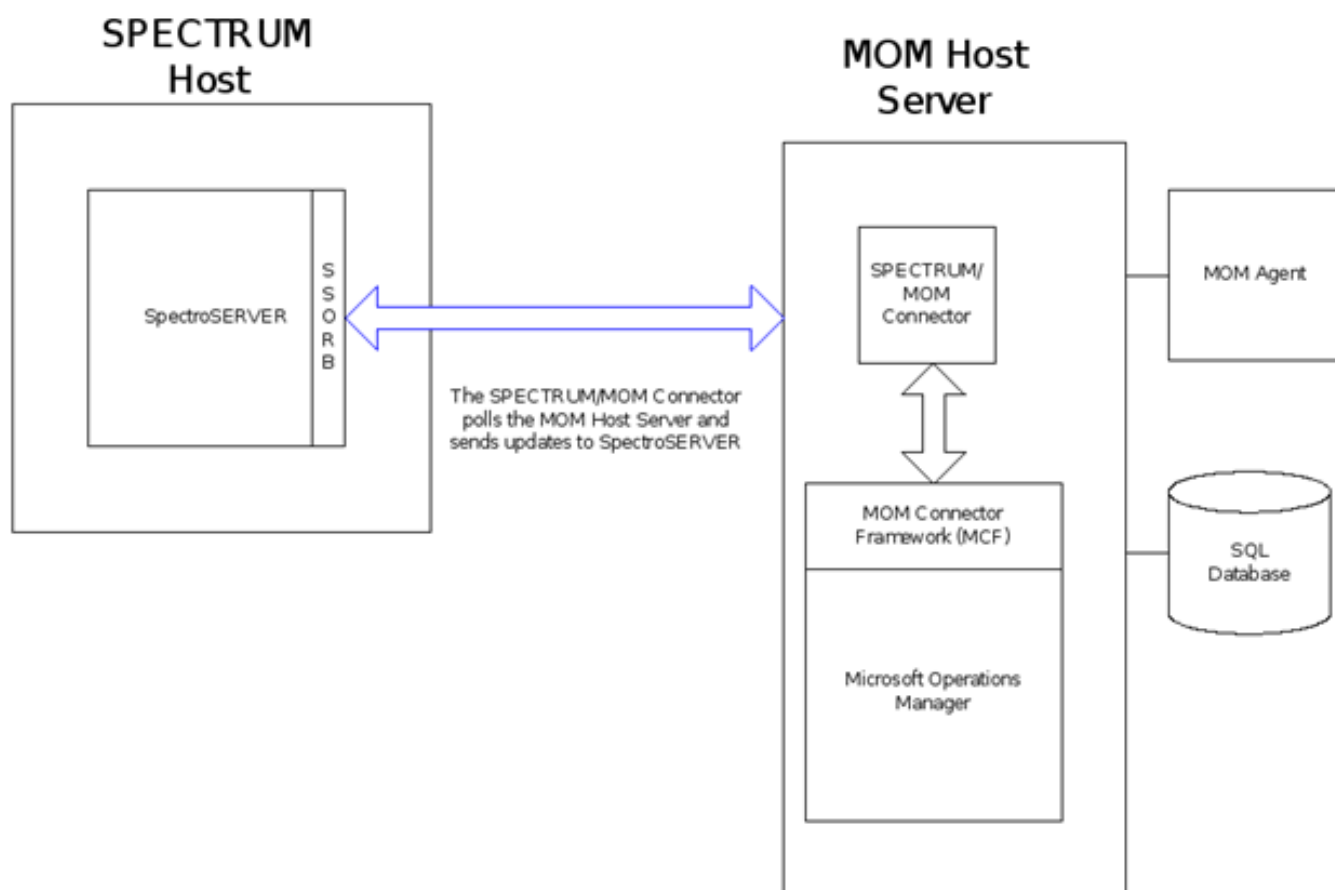 SPECTRUM
Host
MOM Host
Server
SpectroSERVER
S
S
O
R
B
The SPECTRUM/MOM Connector
polls the MOM Host Server and
sends updates to SpectroSERVER
SPECTRUM/
MOM
Connector
MOM Connector
Framework (MCF)
Microsoft Operations
Manager
MOM Agent
SQL
Database